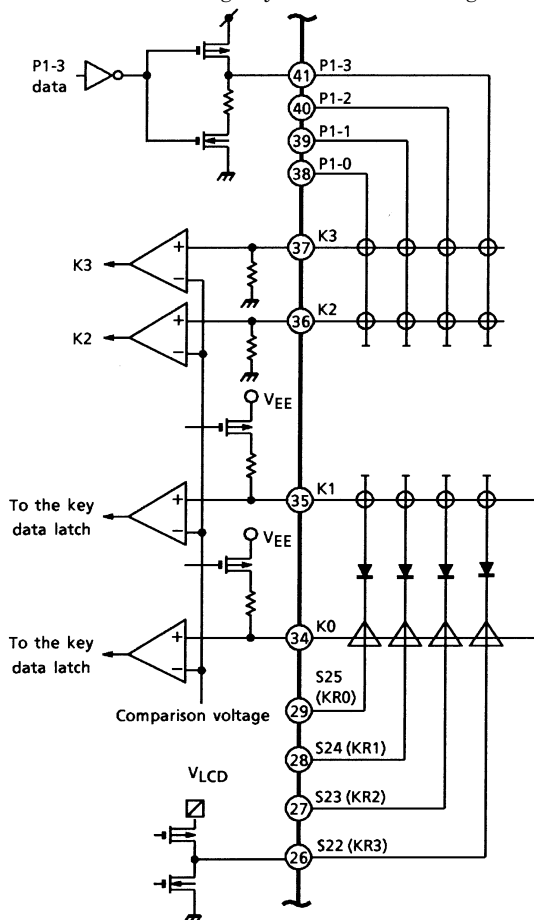 P1-3
data
41 P1-3
40 P1-2
39 P1-1
38 P1-0
K3 + − 37 K3
K2 + − 36 K2
VEE
To the key
data latch
+ − 35 K1
VEE
To the key
data latch
+ − 34 K0
Comparison voltage
29 S25
(KR0)
28 S24 (KR1)
VLCD
27 S23 (KR2)
26 S22 (KR3)